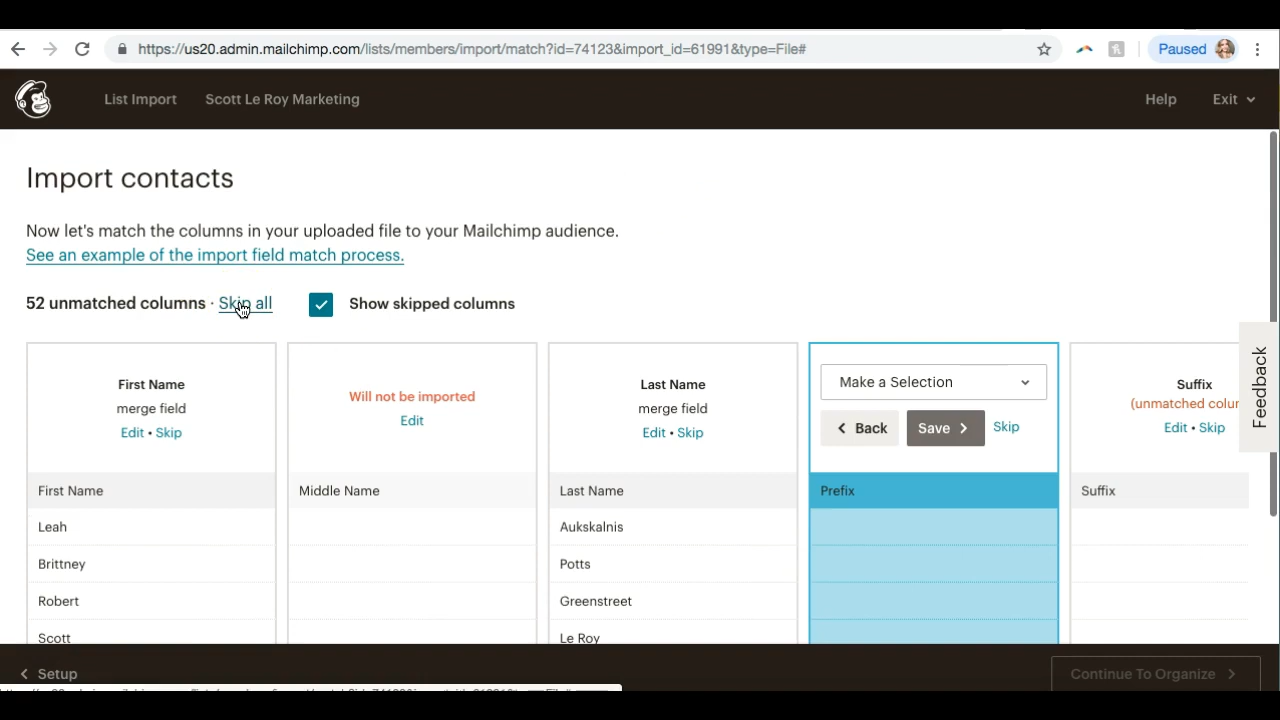 https://us20.admin.mailchimp.com/lists/members/import/match?id=74123&import_id=61991&type=File#
Paused
List Import
Scott Le Roy Marketing
Help
Exit
Import contacts
Now let's match the columns in your uploaded file to your Mailchimp audience.
See an example of the import field match process.
52 unmatched columns · Skip all
Show skipped columns
Feedback
First Name
merge field
Edit • Skip
Will not be imported
Edit
Last Name
merge field
Edit • Skip
Make a Selection
Back
Save
Skip
Suffix
(unmatched colur
Edit • Skip
First Name
Middle Name
Last Name
Prefix
Suffix
Leah
Aukskalnis
Brittney
Potts
Robert
Greenstreet
Scott
Le Roy
Setup
Continue To Organize